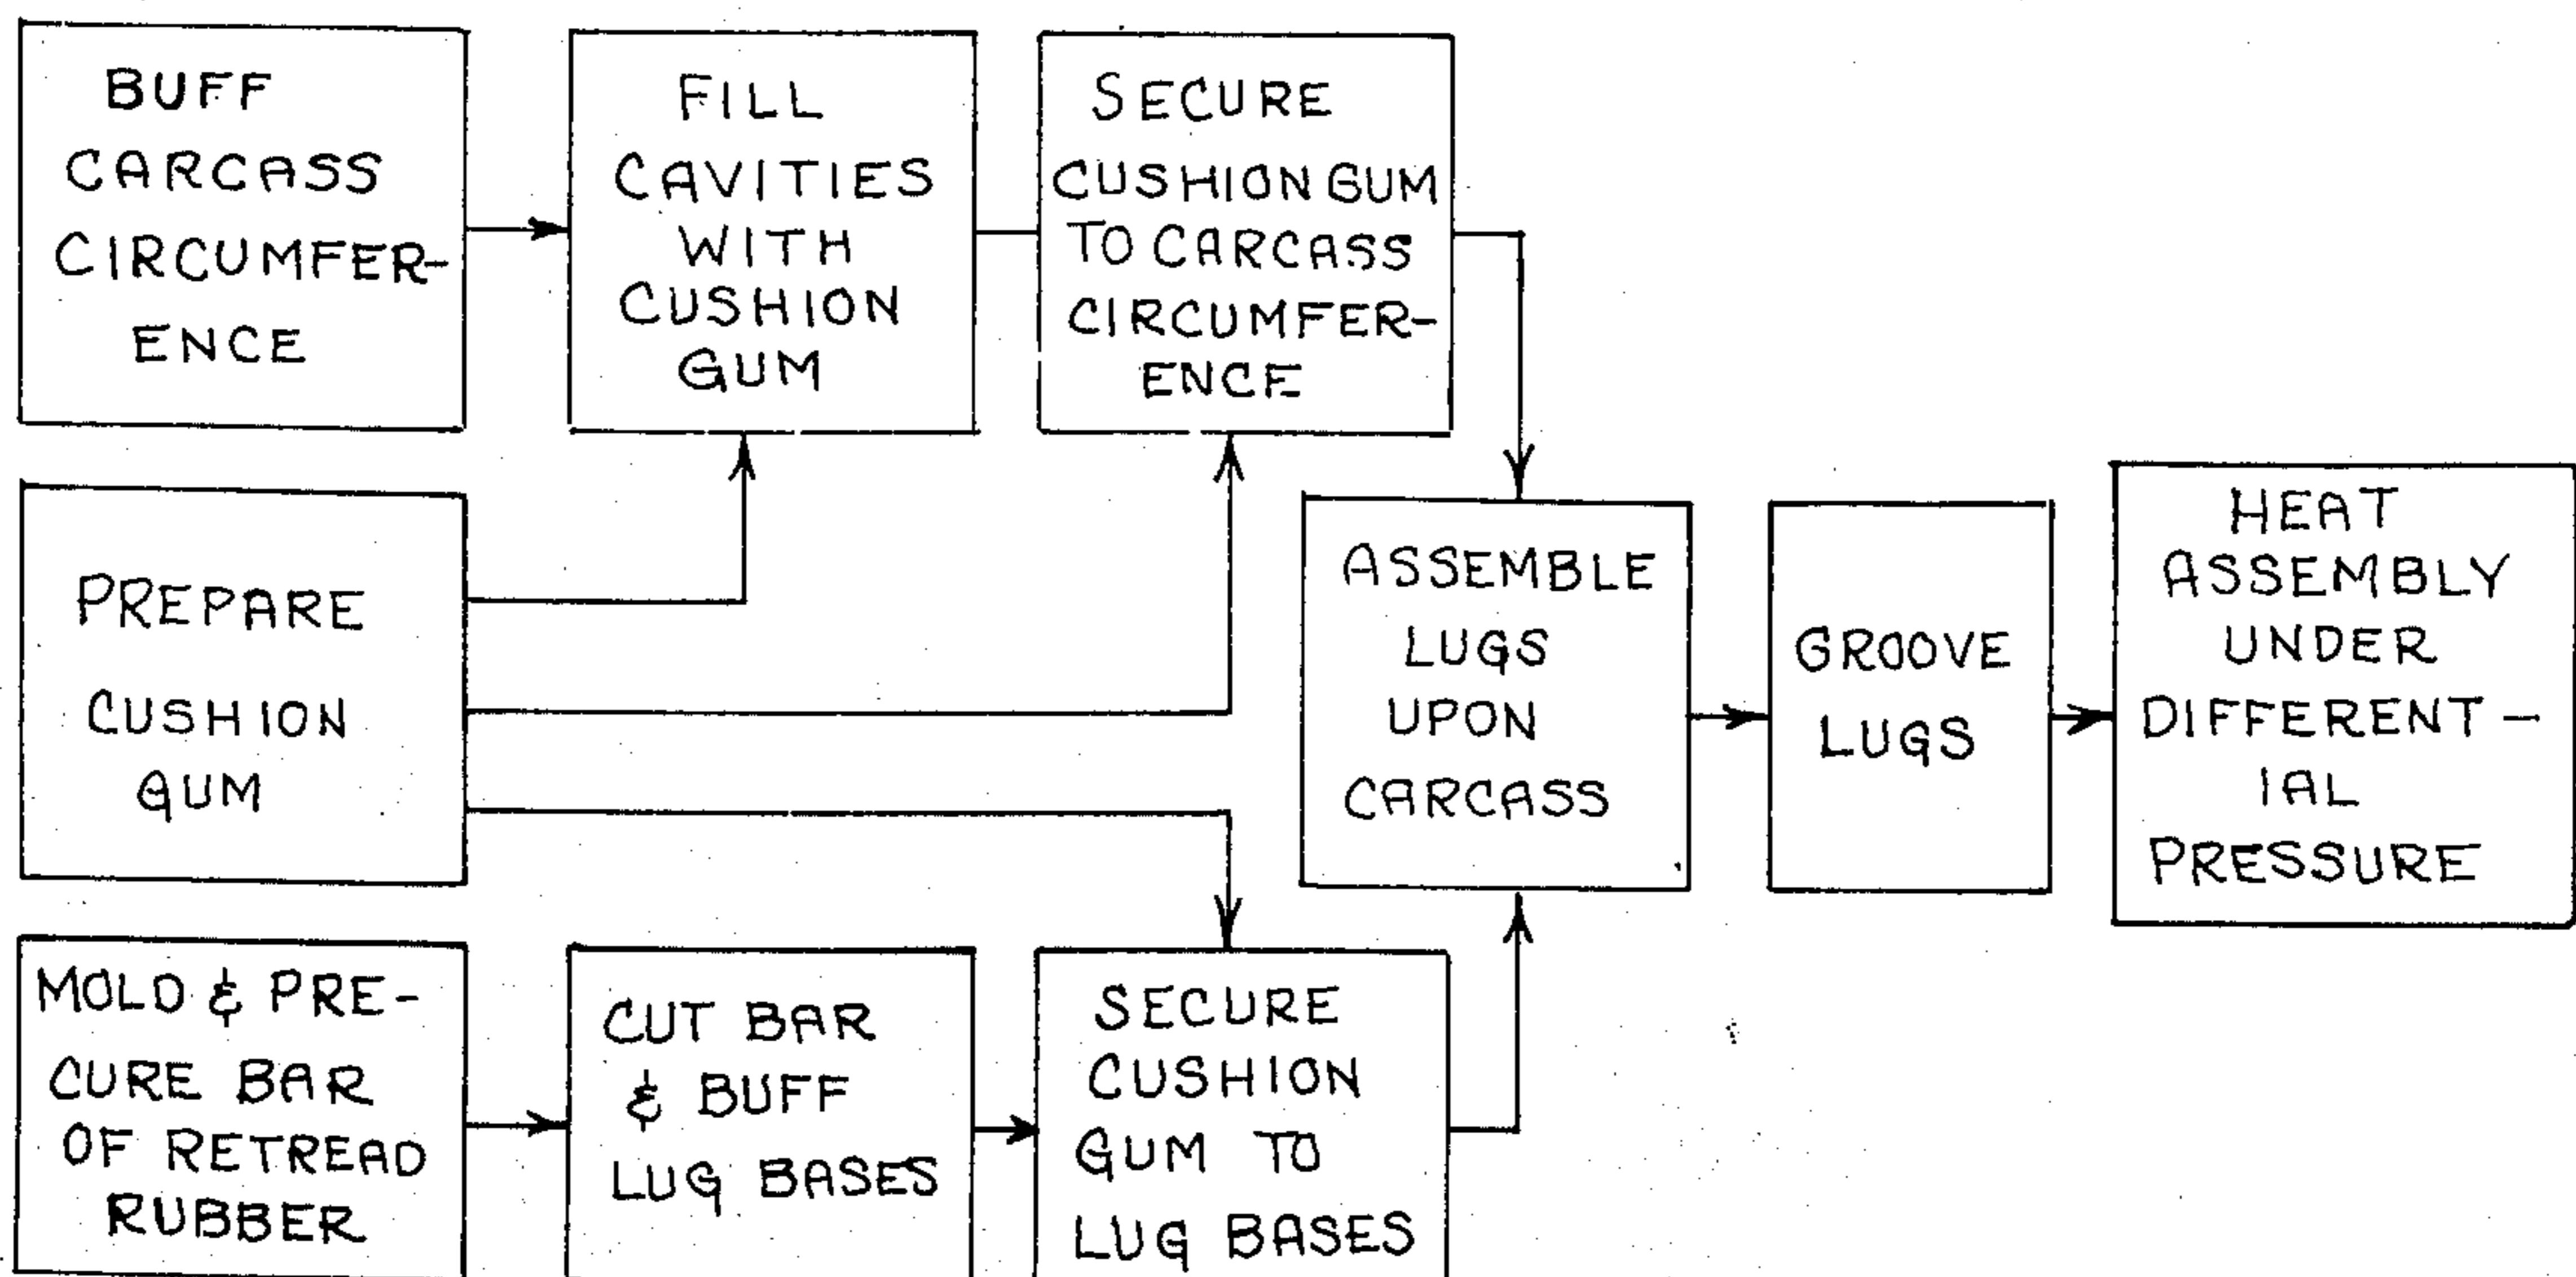 BUFF
CARCASS
CIRCUMFER-
ENCE
FILL
CAVITIES
WITH
CUSHION
GUM
SECURE
CUSHION GUM
TO CARCASS
CIRCUMFER-
ENCE
PREPARE
CUSHION
GUM
ASSEMBLE
LUGS
UPON
CARCASS
GROOVE
LUGS
HEAT
ASSEMBLY
UNDER
DIFFERENT-
IAL
PRESSURE
MOLD & PRE-
CURE BAR
OF RETREAD
RUBBER
CUT BAR
& BUFF
LUG BASES
SECURE
CUSHION
GUM TO
LUG BASES